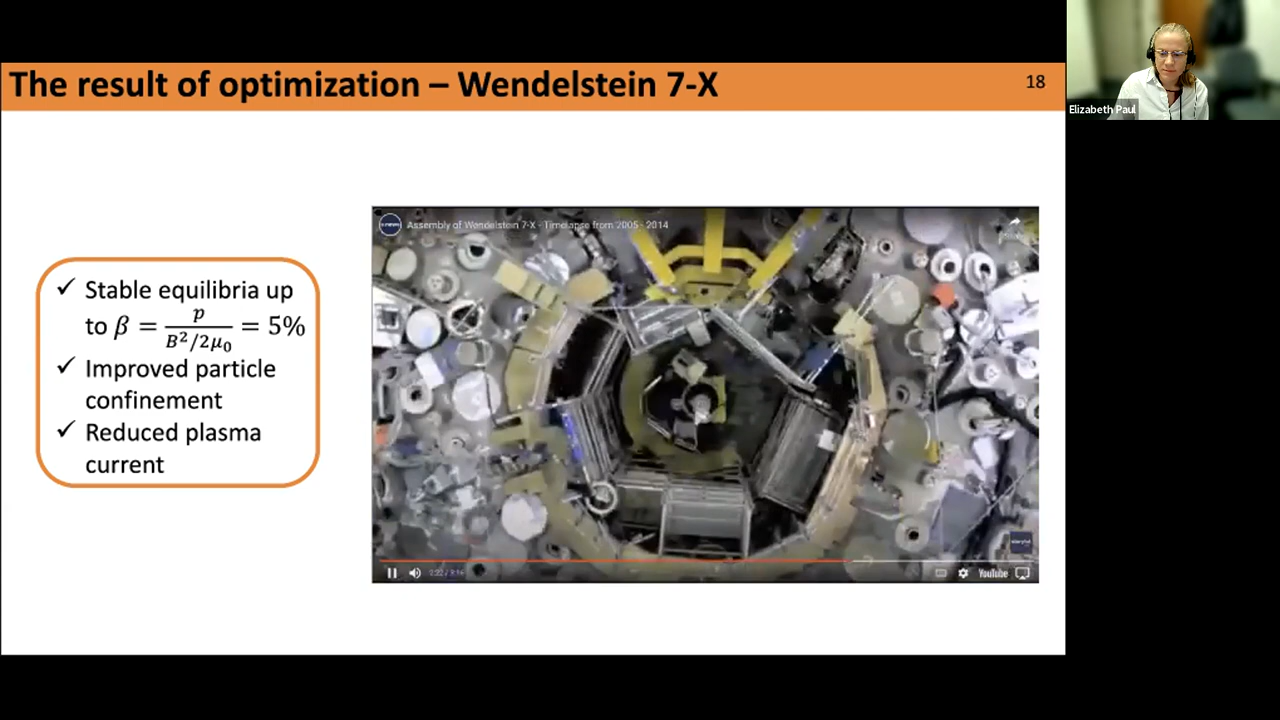 The result of optimization – Wendelstein 7-X
18
Elizabeth Paul
Assembly of Wendelstein 7-X - Timelapse from 2005 - 2014
✓ Stable equilibria up
to β = p / B²/2μ₀ = 5%
✓ Improved particle
confinement
✓ Reduced plasma
current
YouTube